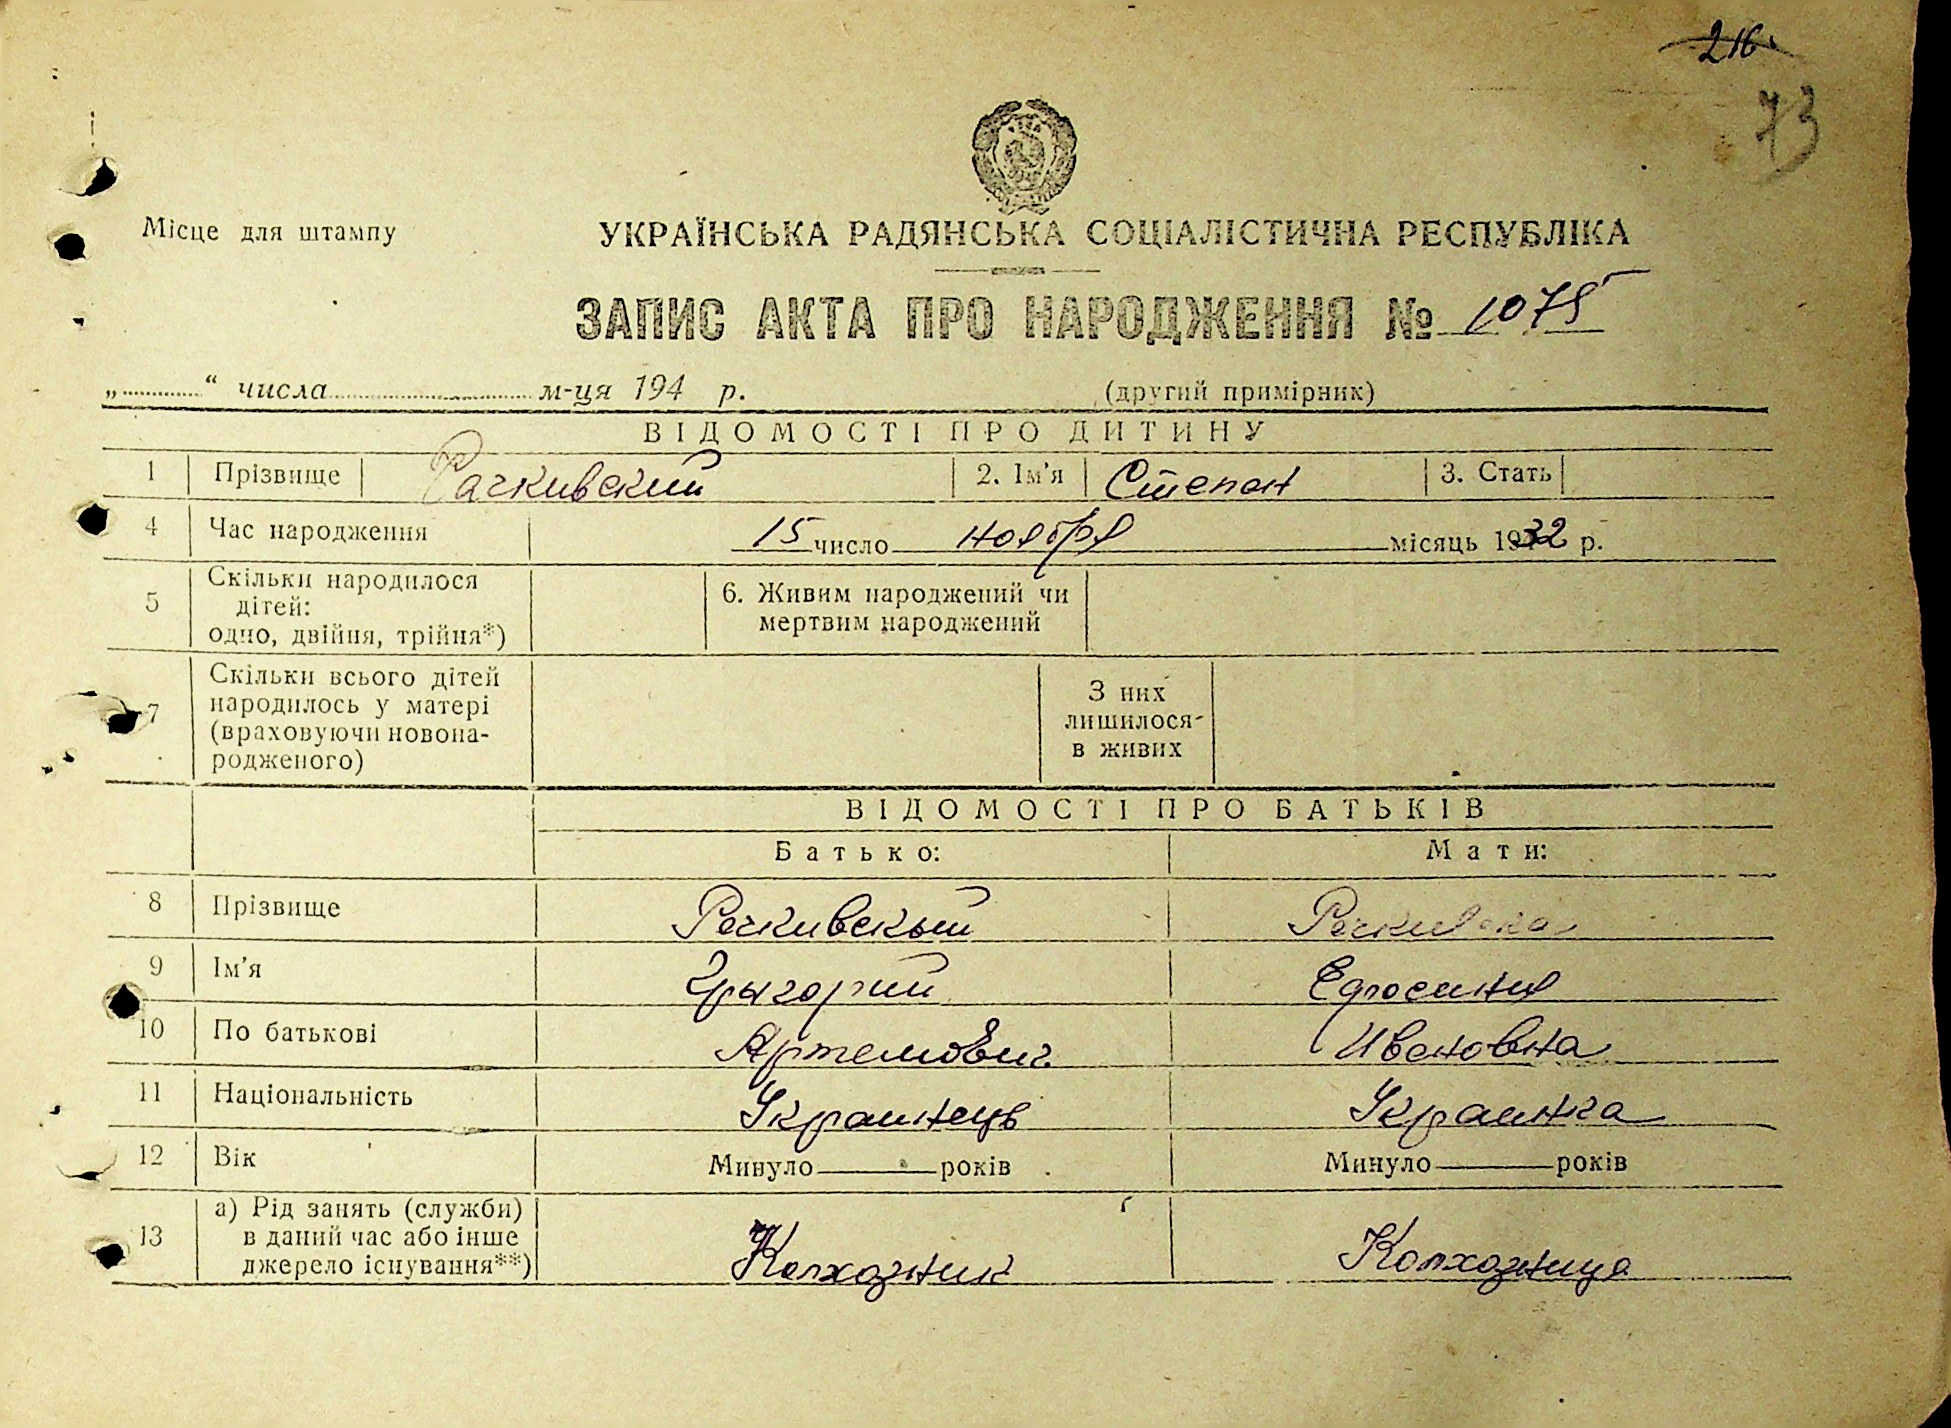 216
73
Місце для штампу
УКРАЇНСЬКА РАДЯНСЬКА СОЦІАЛІСТИЧНА РЕСПУБЛІКА
ЗАПИС АКТА ПРО НАРОДЖЕННЯ № 1075
„ “ числа м-ця 194 р. (другий примірник)
ВІДОМОСТІ ПРО ДИТИНУ
1 Прізвище Рачкивский 2. Ім'я Степан 3. Стать
4 Час народження 15 число ноября місяць 1932 р.
5 Скільки народилося дітей: одно, двійня, трійня*) 6. Живим народжений чи мертвим народжений
7 Скільки всього дітей народилось у матері (враховуючи новонародженого) З них лишилося в живих
ВІДОМОСТІ ПРО БАТЬКІВ
Батько: Мати:
8 Прізвище Рачкивскый Рачкивска
9 Ім'я Грыгорий Ефросиния
10 По батькові Артемович Ивановна
11 Національність Украинець Украинка
12 Вік Минуло років Минуло років
13 а) Рід занять (служби) в даний час або інше джерело існування**) Колхозник Колхозница